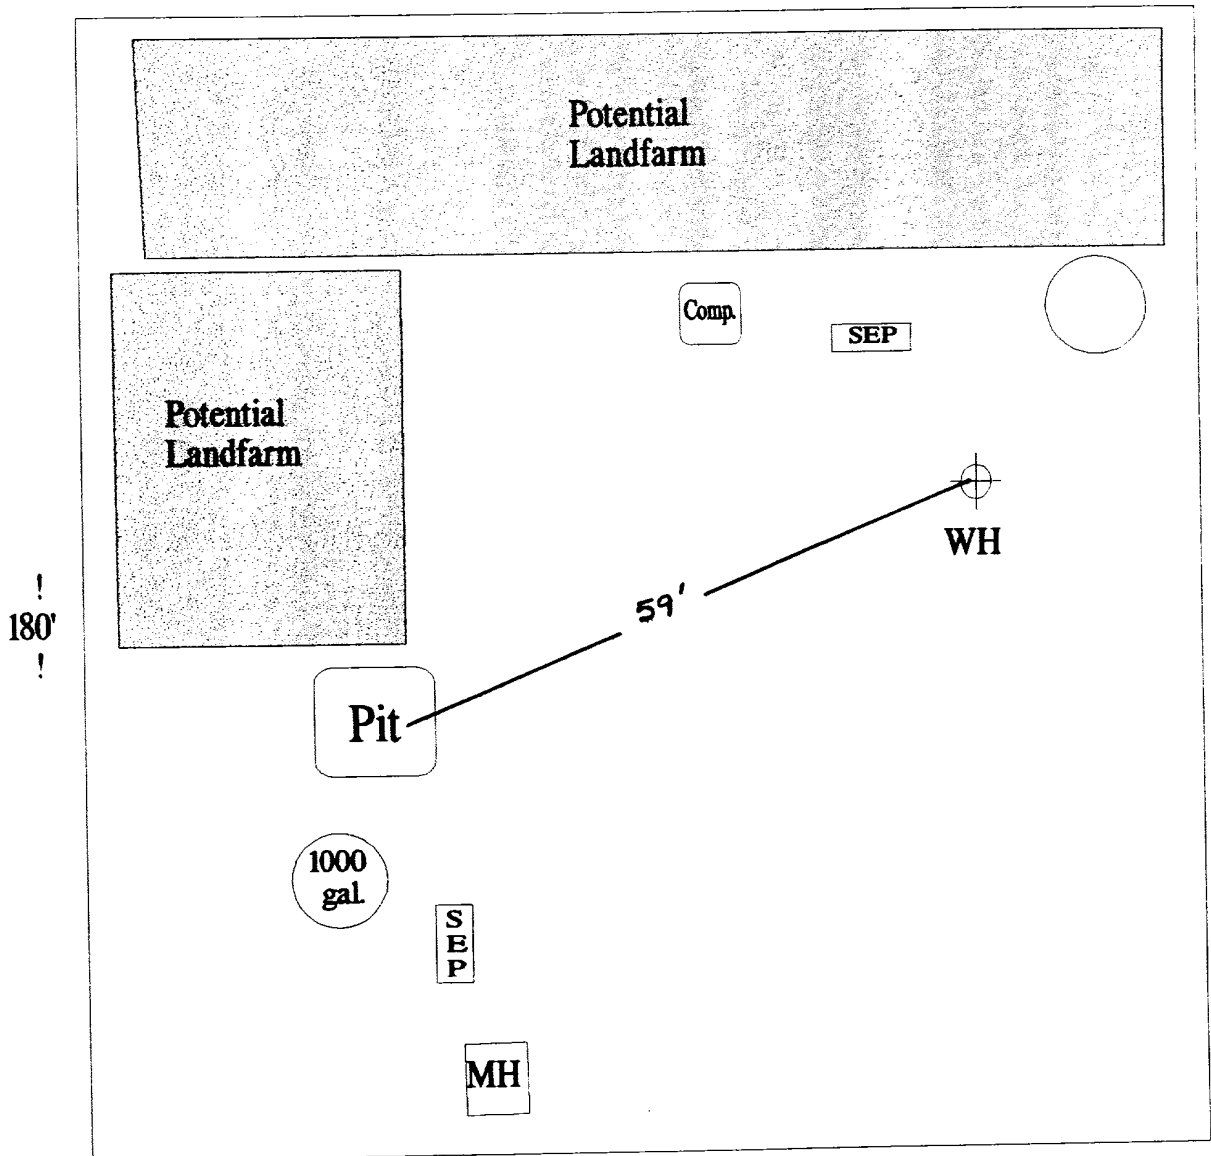 Potential
Landfarm
Comp.
SEP
Potential
Landfarm
WH
59'
!
180'
!
Pit
1000
gal.
S
E
P
MH